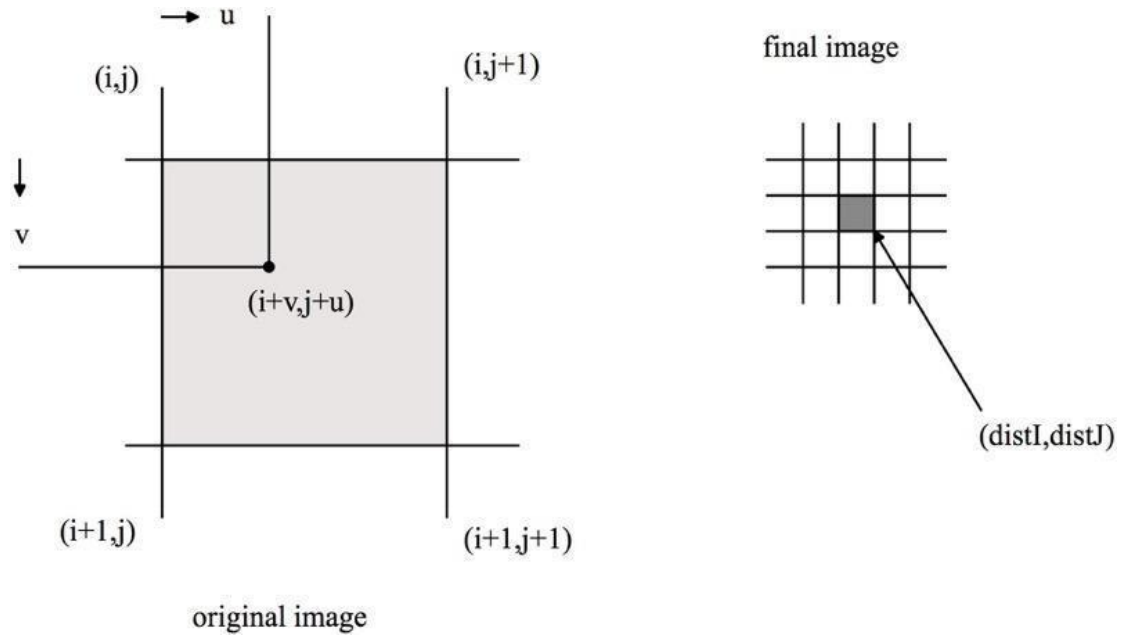 u
final image
(i,j)
(i,j+1)
v
(i+v,j+u)
(distI,distJ)
(i+1,j)
(i+1,j+1)
original image